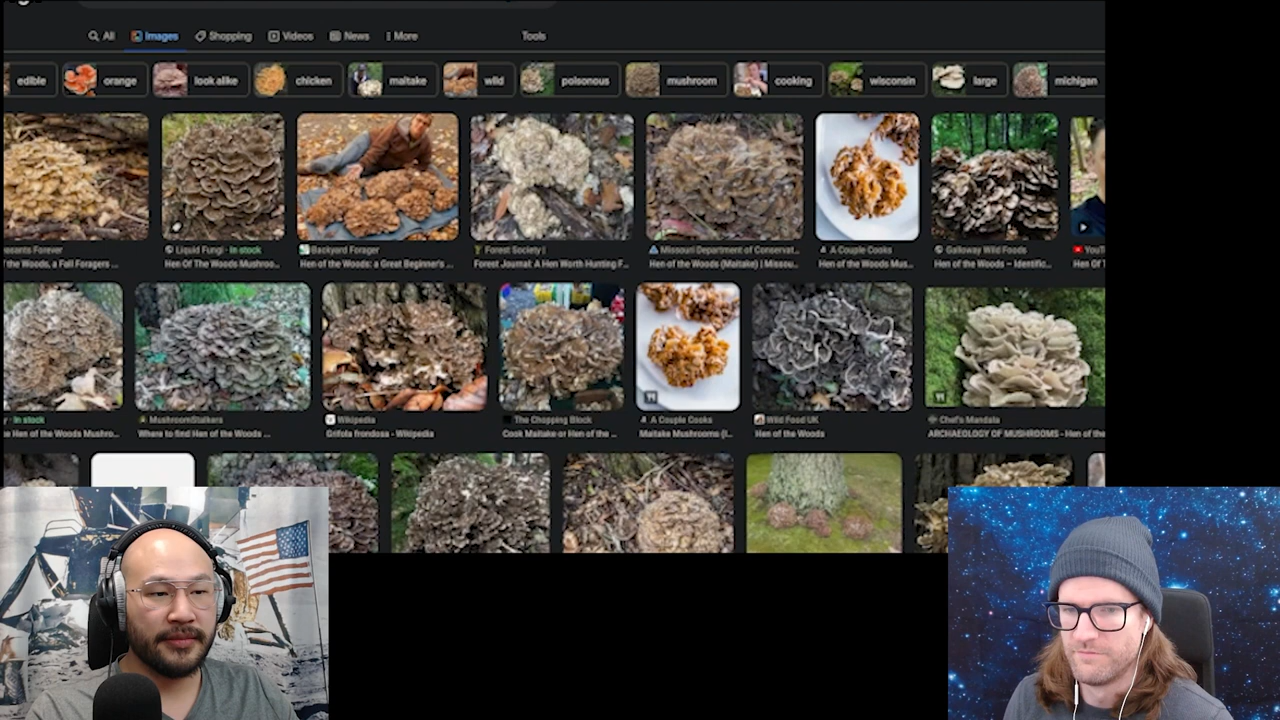 All Images Shopping Videos News More Tools
edible orange look alike chicken maitake wild poisonous mushroom cooking wisconsin large michigan
Forever Liquid Fungi - In stock Backyard Forager Forest Society Missouri Department of Conservat... A Couple Cooks Galloway Wild Foods
the Woods, a Fall Foragers ... Hen Of The Woods Mushroo... Hen of the Woods: a Great Beginner's ... Forest Journal: A Hen Worth Hunting F... Hen of the Woods (Maitake) | Missou... Hen of the Woods Mus... Hen of the Woods – Identific...
In stock MushroomStalkers Wikipedia The Chopping Block A Couple Cooks Wild Food UK Chef's Mandala
Hen of the Woods Mushro... Where to find Hen of the Woods ... Grifola frondosa - Wikipedia Cook Maitake or Hen of the ... Maitake Mushrooms (... Hen of the Woods ARCHAEOLOGY OF MUSHROOMS - Hen of the